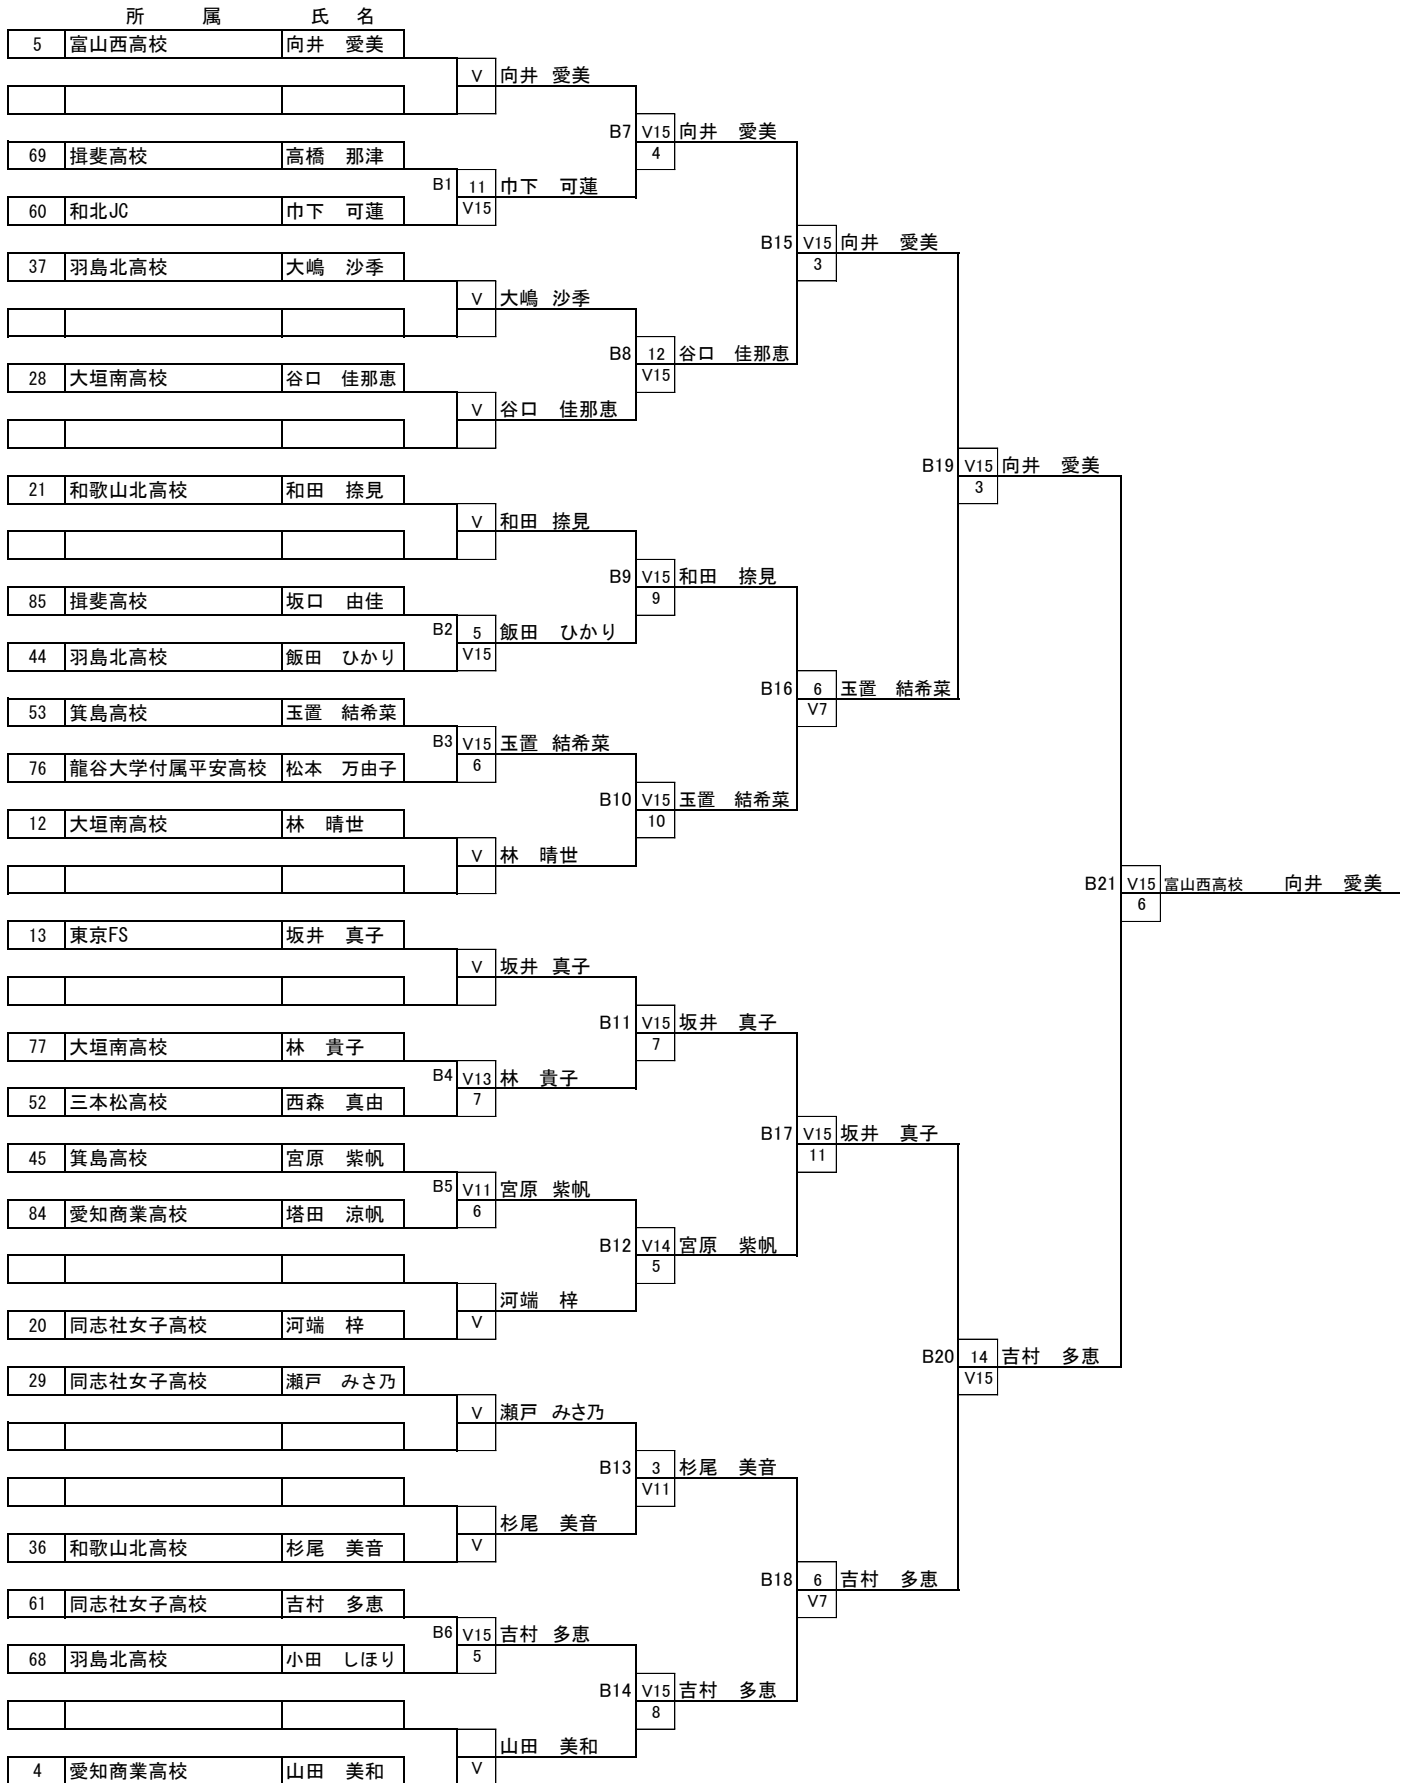 所　属　氏　名
5 富山西高校 向井　愛美
V 向井 愛美
B7 V15 向井　愛美
4
69 揖斐高校 高橋　那津
B1 11 巾下　可蓮
V15
60 和北JC 巾下　可蓮
B15 V15 向井　愛美
3
37 羽島北高校 大嶋　沙季
V 大嶋 沙季
B8 12 谷口　佳那恵
V15
28 大垣南高校 谷口　佳那恵
V 谷口　佳那恵
B19 V15 向井　愛美
3
21 和歌山北高校 和田　捺見
V 和田 捺見
B9 V15 和田　捺見
9
85 揖斐高校 坂口　由佳
B2 5 飯田　ひかり
V15
44 羽島北高校 飯田　ひかり
B16 6 玉置　結希菜
V7
53 箕島高校 玉置　結希菜
B3 V15 玉置 結希菜
6
76 龍谷大学付属平安高校 松本　万由子
B10 V15 玉置　結希菜
10
12 大垣南高校 林　晴世
V 林　晴世
B21 V15 富山西高校　向井　愛美
6
13 東京FS 坂井　真子
V 坂井 真子
B11 V15 坂井　真子
7
77 大垣南高校 林　貴子
B4 V13 林　貴子
7
52 三本松高校 西森　真由
B17 V15 坂井　真子
11
45 箕島高校 宮原　紫帆
B5 V11 宮原 紫帆
6
84 愛知商業高校 塔田　涼帆
B12 V14 宮原　紫帆
5
河端　梓
V
20 同志社女子高校 河端　梓
B20 14 吉村　多恵
V15
29 同志社女子高校 瀬戸　みさ乃
V 瀬戸 みさ乃
B13 3 杉尾　美音
V11
杉尾　美音
V
36 和歌山北高校 杉尾　美音
B18 6 吉村　多恵
V7
61 同志社女子高校 吉村　多恵
B6 V15 吉村 多恵
5
68 羽島北高校 小田　しほり
B14 V15 吉村　多恵
8
山田　美和
V
4 愛知商業高校 山田　美和